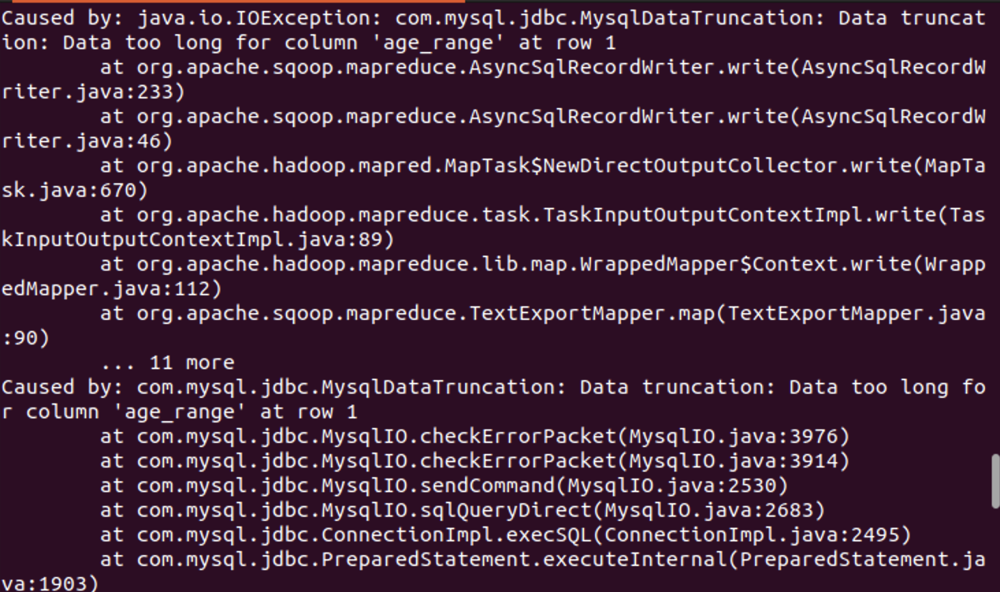 Caused by: java.io.IOException: com.mysql.jdbc.MysqlDataTruncation: Data truncat
ion: Data too long for column 'age_range' at row 1
        at org.apache.sqoop.mapreduce.AsyncSqlRecordWriter.write(AsyncSqlRecordW
riter.java:233)
        at org.apache.sqoop.mapreduce.AsyncSqlRecordWriter.write(AsyncSqlRecordW
riter.java:46)
        at org.apache.hadoop.mapred.MapTask$NewDirectOutputCollector.write(MapTa
sk.java:670)
        at org.apache.hadoop.mapreduce.task.TaskInputOutputContextImpl.write(Tas
kInputOutputContextImpl.java:89)
        at org.apache.hadoop.mapreduce.lib.map.WrappedMapper$Context.write(Wrapp
edMapper.java:112)
        at org.apache.sqoop.mapreduce.TextExportMapper.map(TextExportMapper.java
:90)
        ... 11 more
Caused by: com.mysql.jdbc.MysqlDataTruncation: Data truncation: Data too long fo
r column 'age_range' at row 1
        at com.mysql.jdbc.MysqlIO.checkErrorPacket(MysqlIO.java:3976)
        at com.mysql.jdbc.MysqlIO.checkErrorPacket(MysqlIO.java:3914)
        at com.mysql.jdbc.MysqlIO.sendCommand(MysqlIO.java:2530)
        at com.mysql.jdbc.MysqlIO.sqlQueryDirect(MysqlIO.java:2683)
        at com.mysql.jdbc.ConnectionImpl.execSQL(ConnectionImpl.java:2495)
        at com.mysql.jdbc.PreparedStatement.executeInternal(PreparedStatement.ja
va:1903)